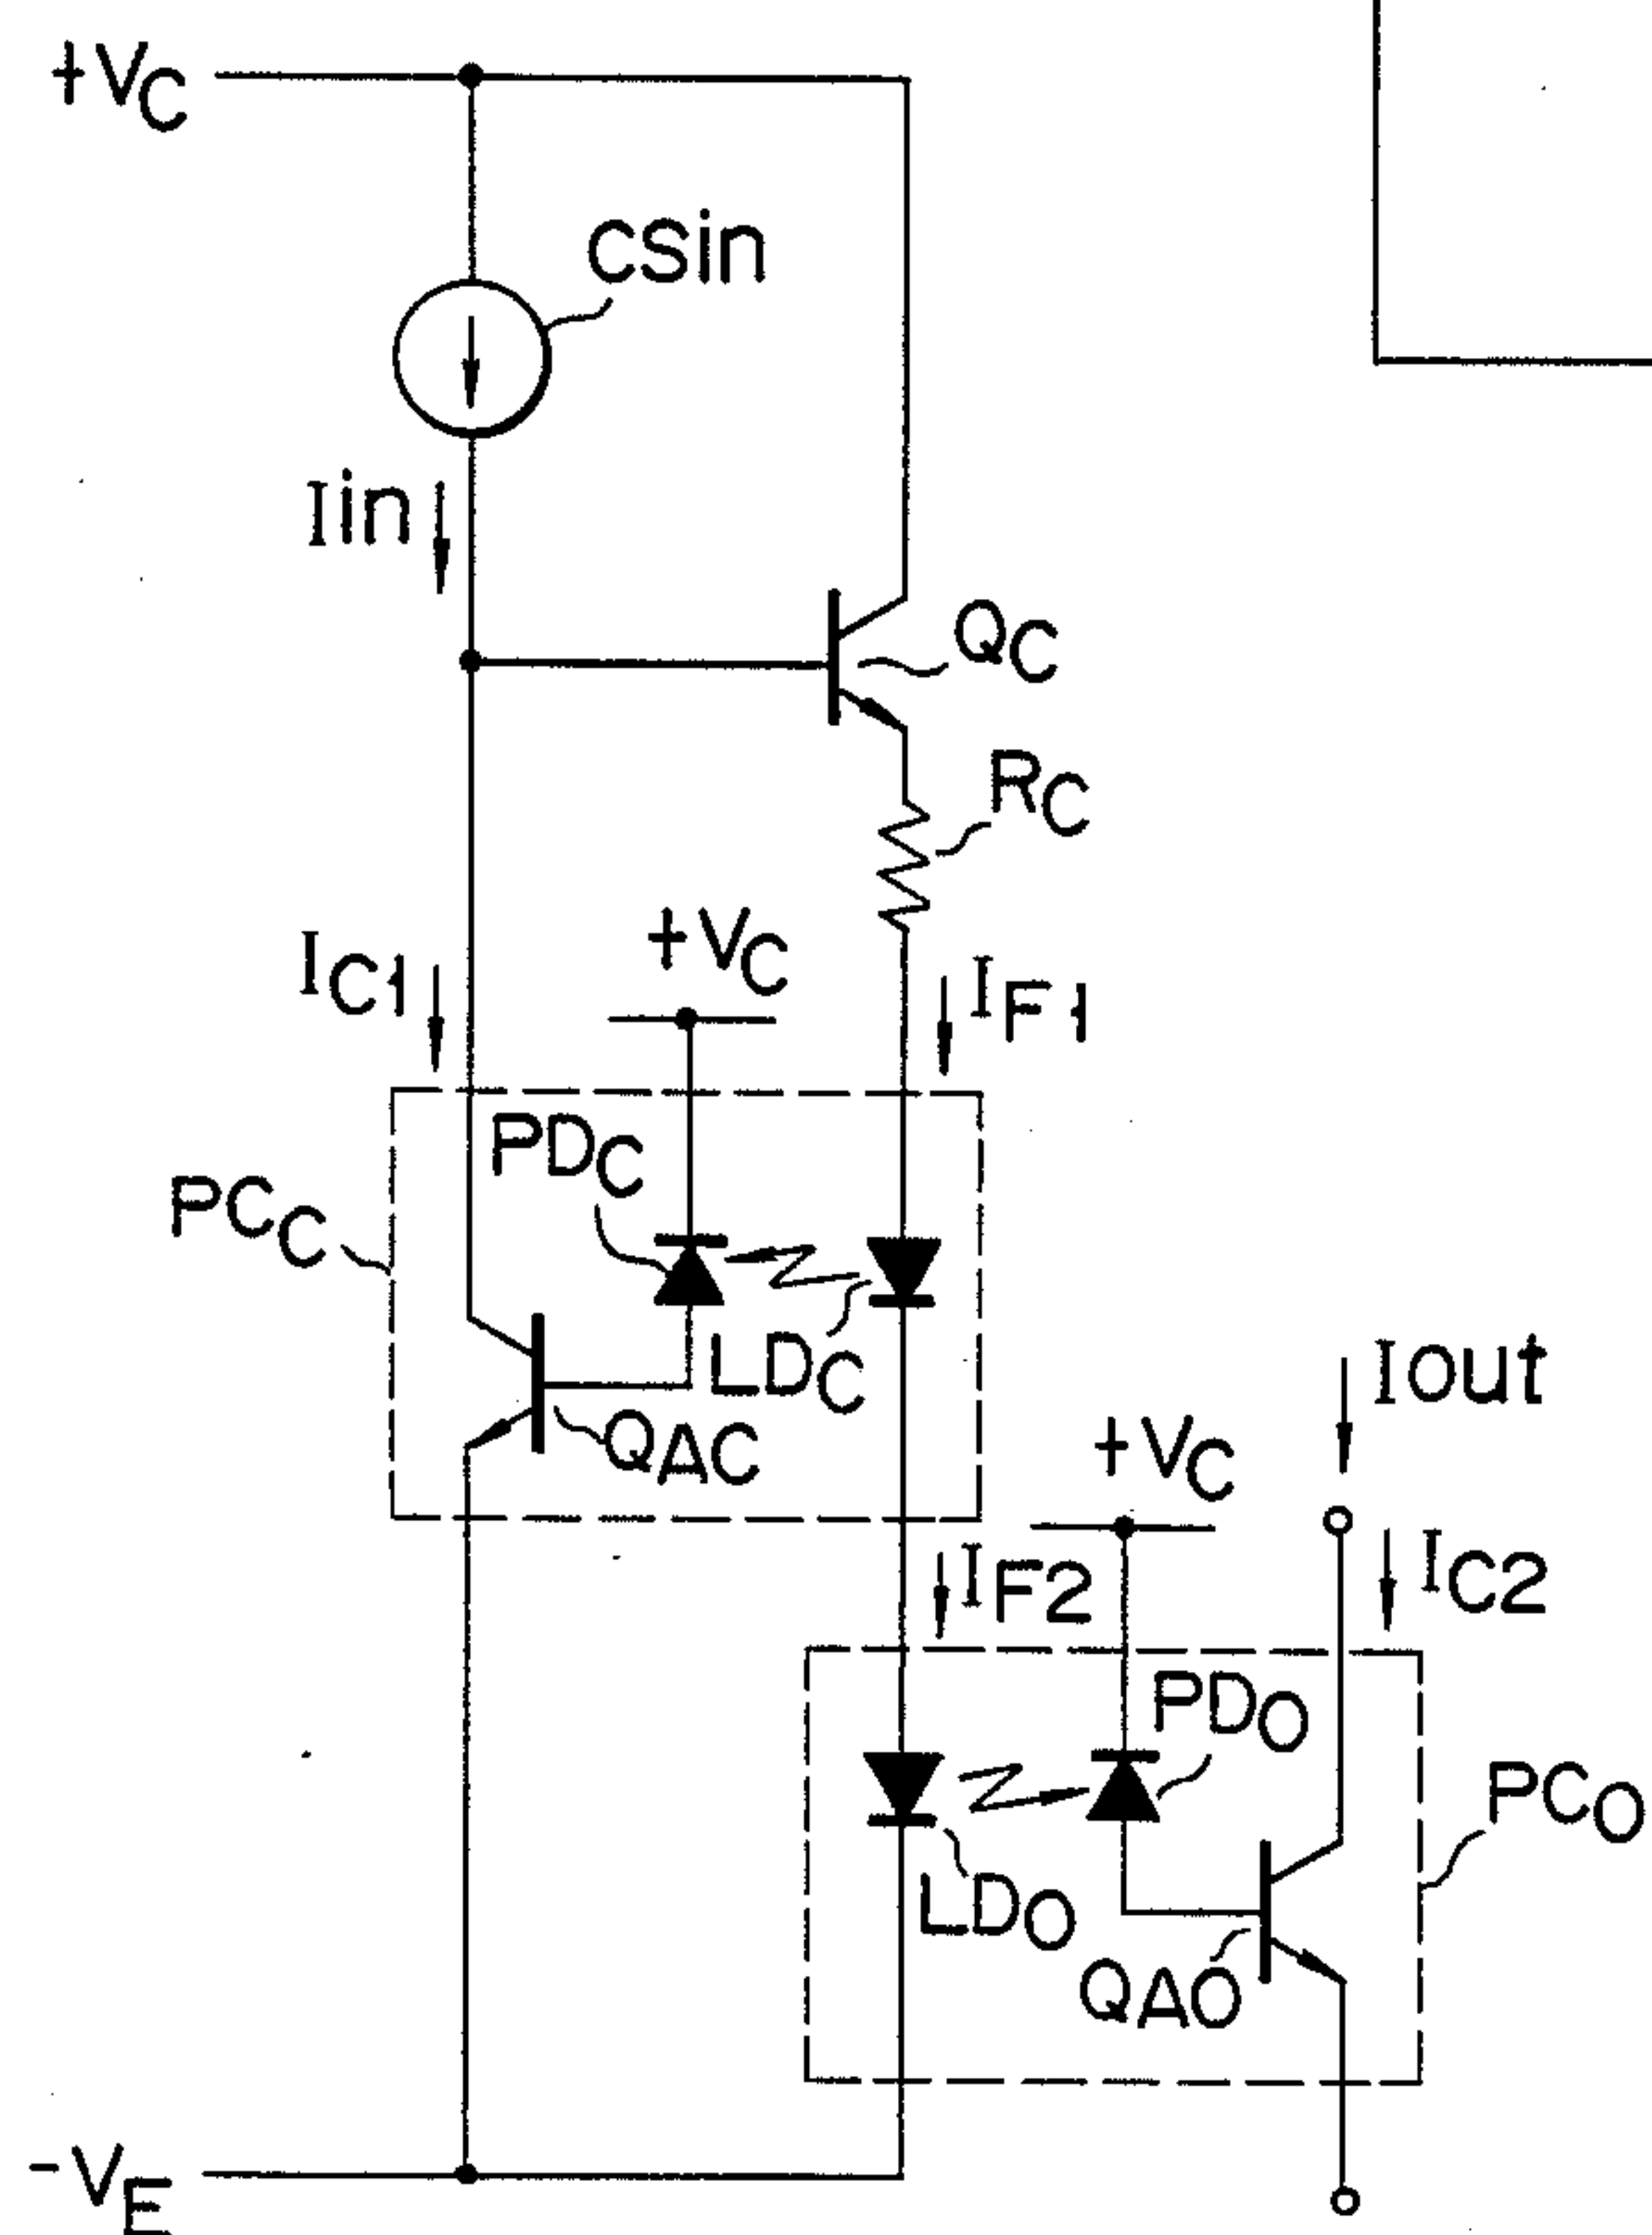 +VC
CSin
Iin
QC
RC
+VC
IC1
IF1
PDC
PCC
LDC
QAC
Iout
+VC
IC2
IF2
PDO
PCO
LDO
QAO
-VE